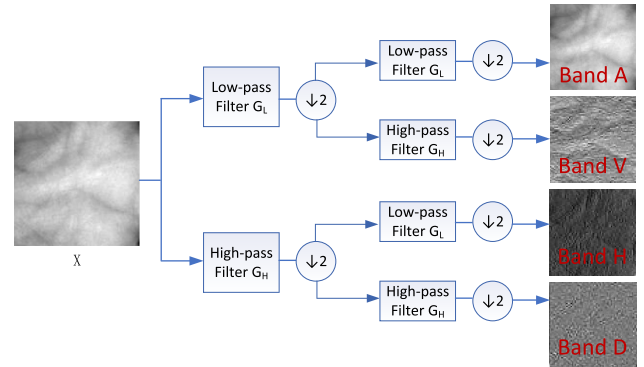 Low-pass
Filter GL
↓2
Low-pass
Filter GL
↓2
Band A
High-pass
Filter GH
↓2
Band V
X
High-pass
Filter GH
↓2
Low-pass
Filter GL
↓2
Band H
High-pass
Filter GH
↓2
Band D